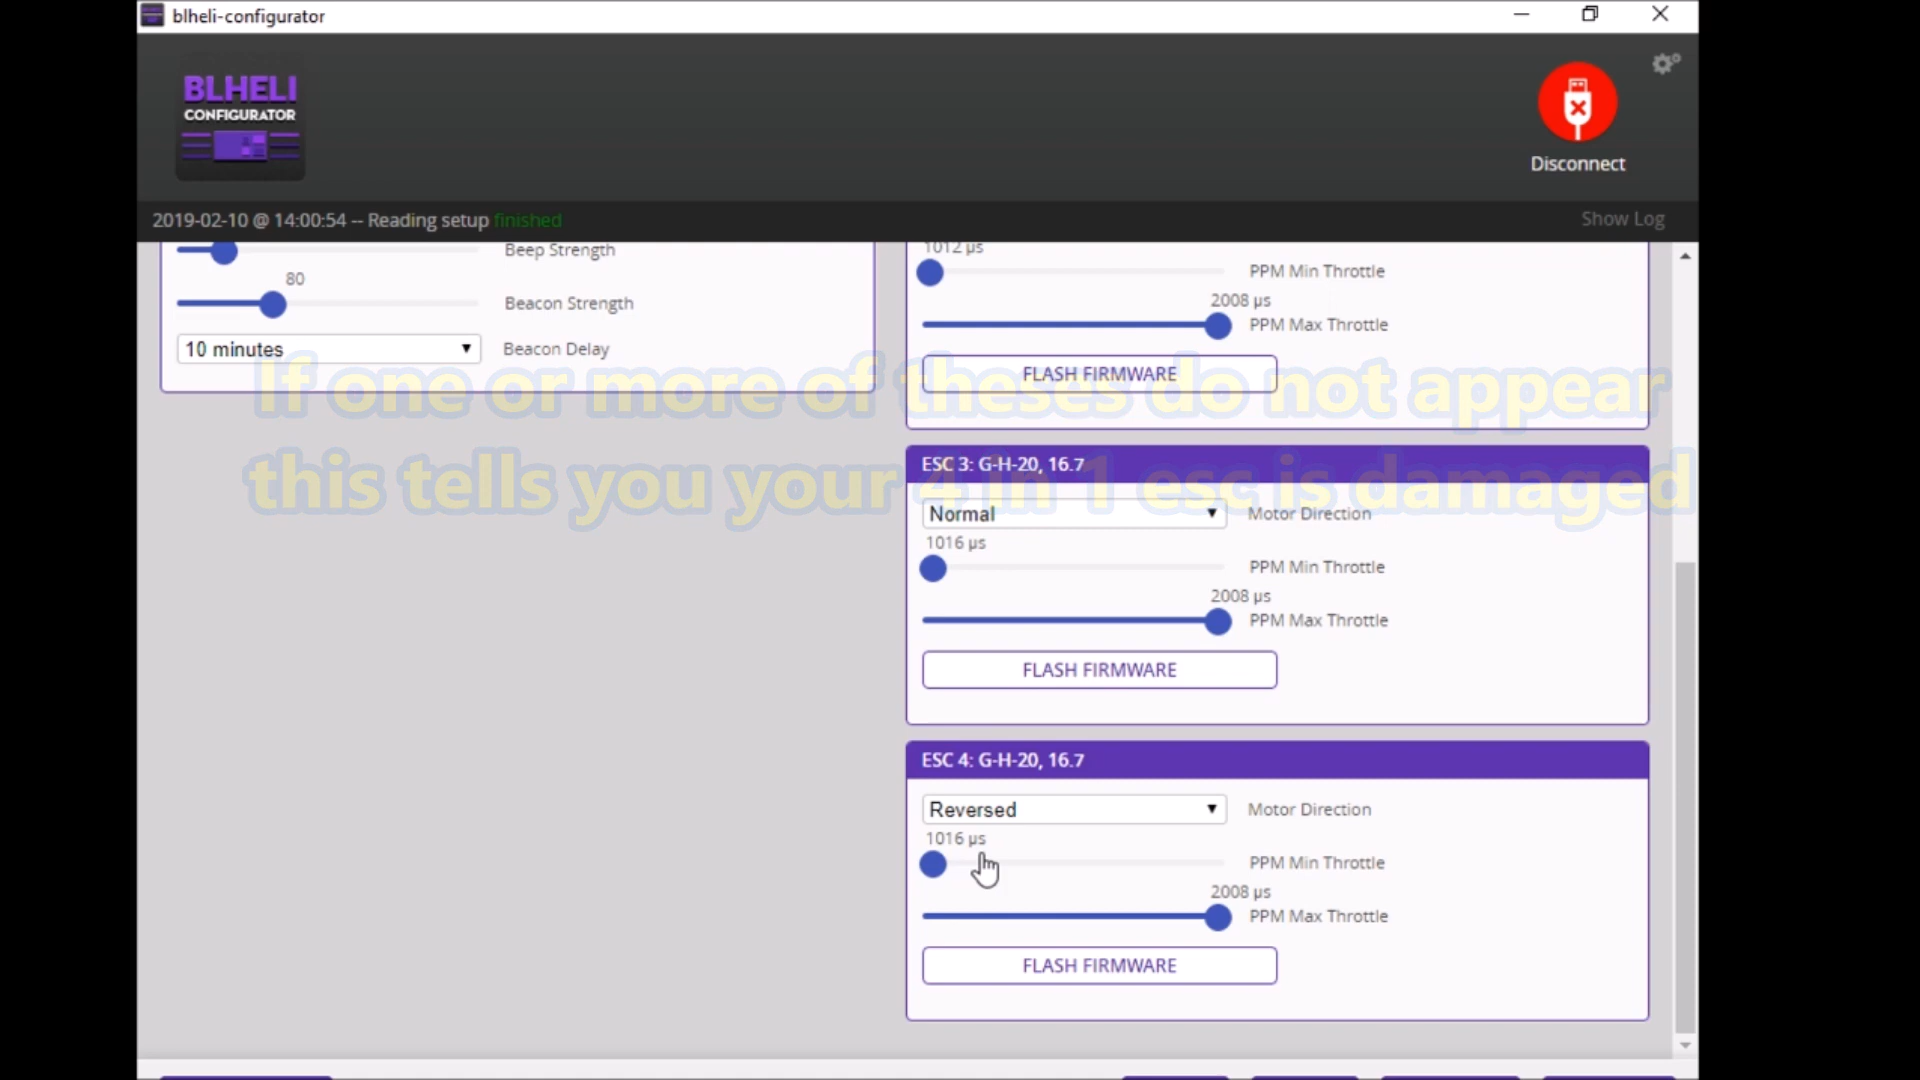 blheli-configurator
BLHELI
CONFIGURATOR
Disconnect
2019-02-10 @ 14:00:54 -- Reading setup finished
Show Log
Beep Strength
80
Beacon Strength
10 minutes
Beacon Delay
1012 µs
PPM Min Throttle
2008 µs
PPM Max Throttle
FLASH FIRMWARE
If one or more of theses do not appear
this tells you your 4 in 1 esc is damaged
ESC 3: G-H-20, 16.7
Normal
Motor Direction
1016 µs
PPM Min Throttle
2008 µs
PPM Max Throttle
FLASH FIRMWARE
ESC 4: G-H-20, 16.7
Reversed
Motor Direction
1016 µs
PPM Min Throttle
2008 µs
PPM Max Throttle
FLASH FIRMWARE